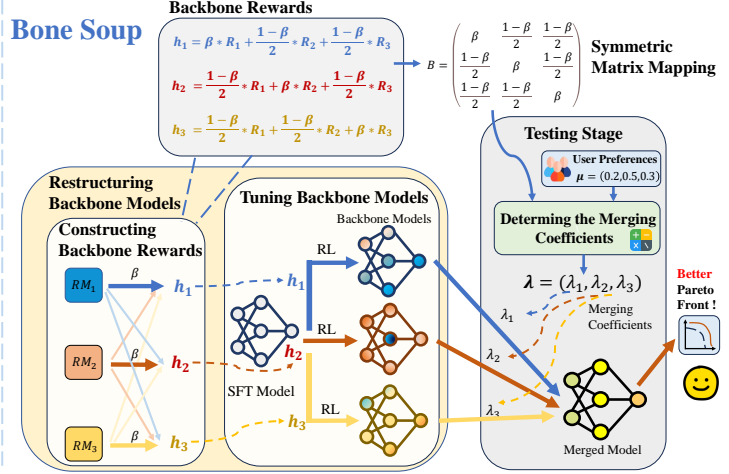 Bone Soup
Backbone Rewards
h₁ = β * R₁ + (1 − β)/2 * R₂ + (1 − β)/2 * R₃
h₂ = (1 − β)/2 * R₁ + β * R₂ + (1 − β)/2 * R₃
h₃ = (1 − β)/2 * R₁ + (1 − β)/2 * R₂ + β * R₃
B = ( β (1 − β)/2 (1 − β)/2
(1 − β)/2 β (1 − β)/2
(1 − β)/2 (1 − β)/2 β )
Symmetric
Matrix Mapping
Testing Stage
User Preferences
μ = (0.2,0.5,0.3)
Determing the Merging
Coefficients
λ = (λ₁, λ₂, λ₃)
Merging
Coefficients
λ₁
λ₂
λ₃
Merged Model
Better
Pareto
Front !
Restructuring
Backbone Models
Constructing
Backbone Rewards
RM₁
β
h₁
RM₂
β
h₂
RM₃
β
h₃
Tuning Backbone Models
Backbone Models
RL
h₁
RL
h₂
SFT Model
RL
h₃